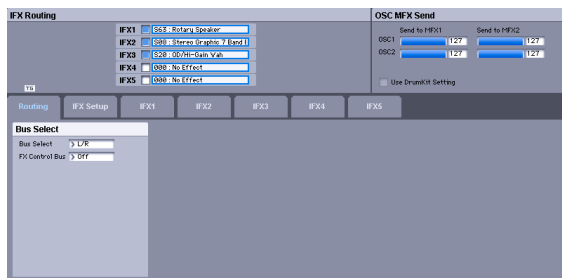 IFX Routing
IFX1 S63 : Rotary Speaker
IFX2 S08 : Stereo Graphic 7 Band (
IFX3 S20 : OD/Hi-Gain Wah
IFX4 000 : No Effect
IFX5 000 : No Effect
TG
OSC MFX Send
Send to MFX1 Send to MFX2
OSC1 127 127
OSC2 127 127
Use DrumKit Setting
Routing IFX Setup IFX1 IFX2 IFX3 IFX4 IFX5
Bus Select
Bus Select L/R
FX Control Bus Off